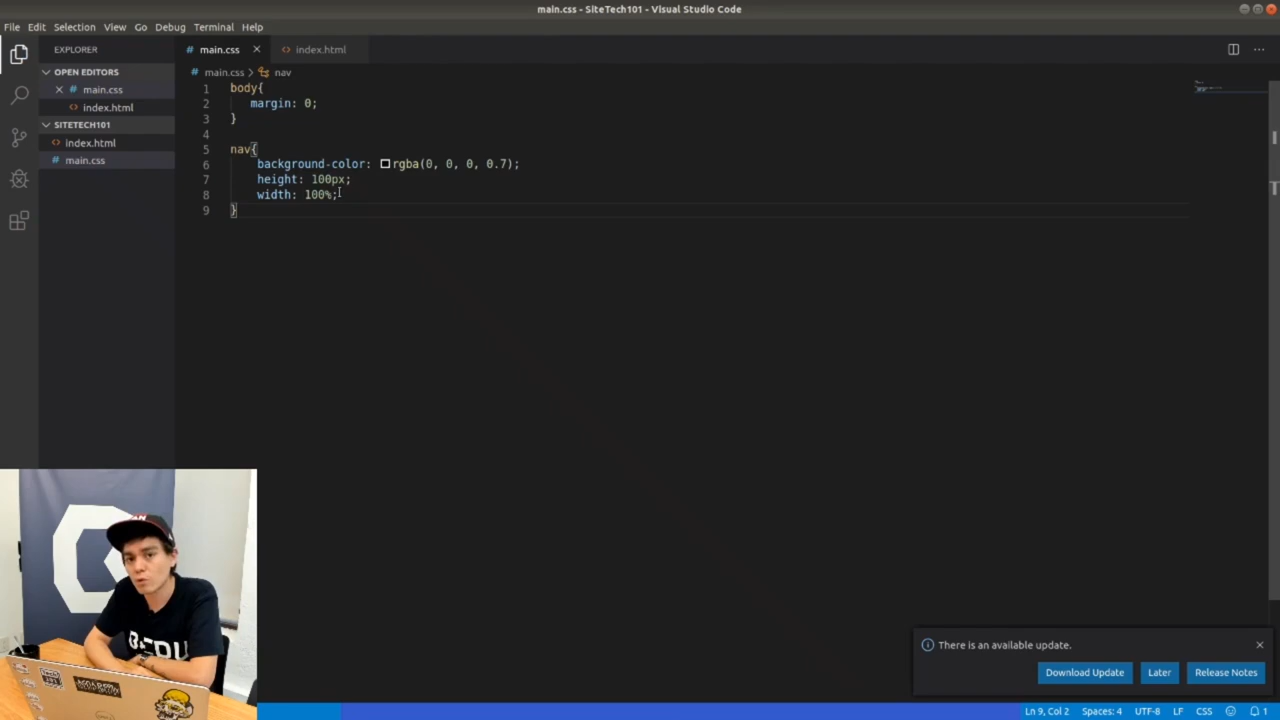 main.css - SiteTech101 - Visual Studio Code
File Edit Selection View Go Debug Terminal Help
EXPLORER
OPEN EDITORS
main.css
index.html
SITETECH101
index.html
main.css
main.css
index.html
main.css nav
1 body{
2 margin: 0;
3 }
4
5 nav{
6 background-color: rgba(0, 0, 0, 0.7);
7 height: 100px;
8 width: 100%;
9 }
BEDU
There is an available update.
Download Update Later Release Notes
Ln 9, Col 2 Spaces: 4 UTF-8 LF CSS 1